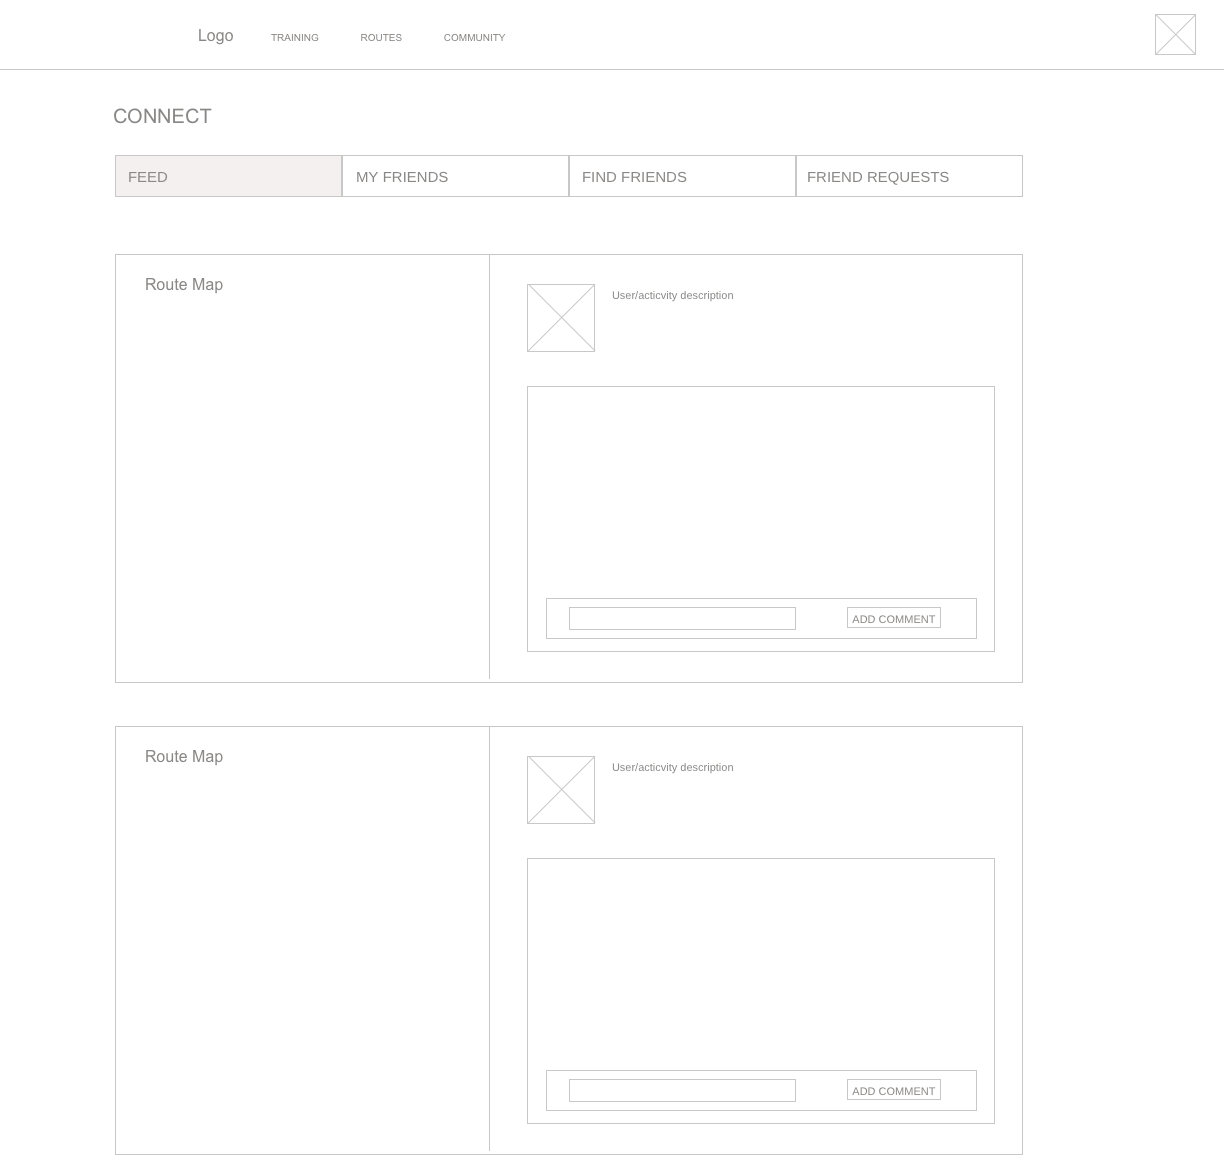 Logo TRAINING ROUTES COMMUNITY
CONNECT
FEED MY FRIENDS FIND FRIENDS FRIEND REQUESTS
Route Map
User/acticvity description
ADD COMMENT
Route Map
User/acticvity description
ADD COMMENT